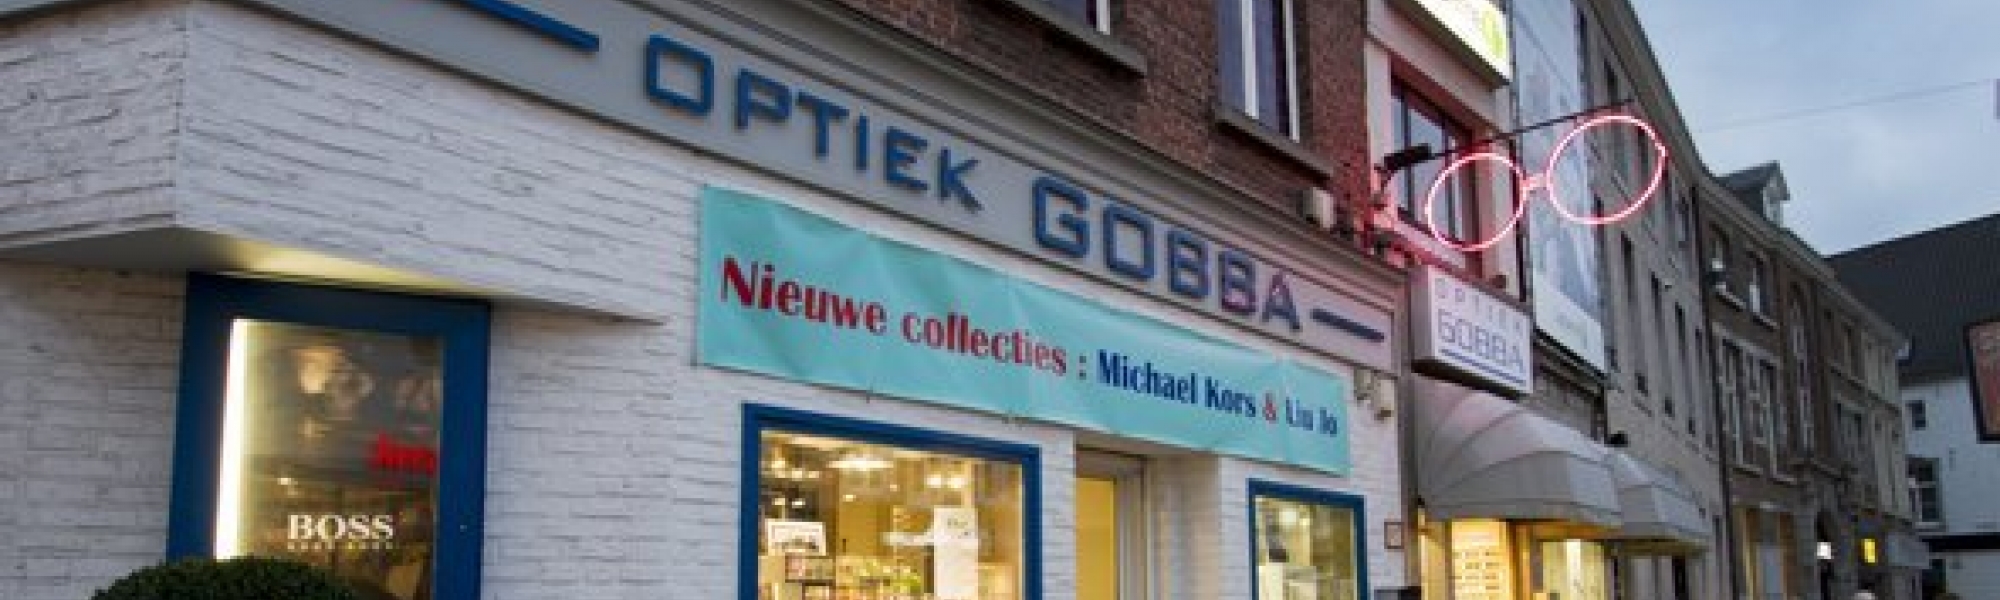 OPTIEK GOBBA
Nieuwe collecties : Michael Kors & Liu Jo
OPTIEK
GOBBA
BOSS